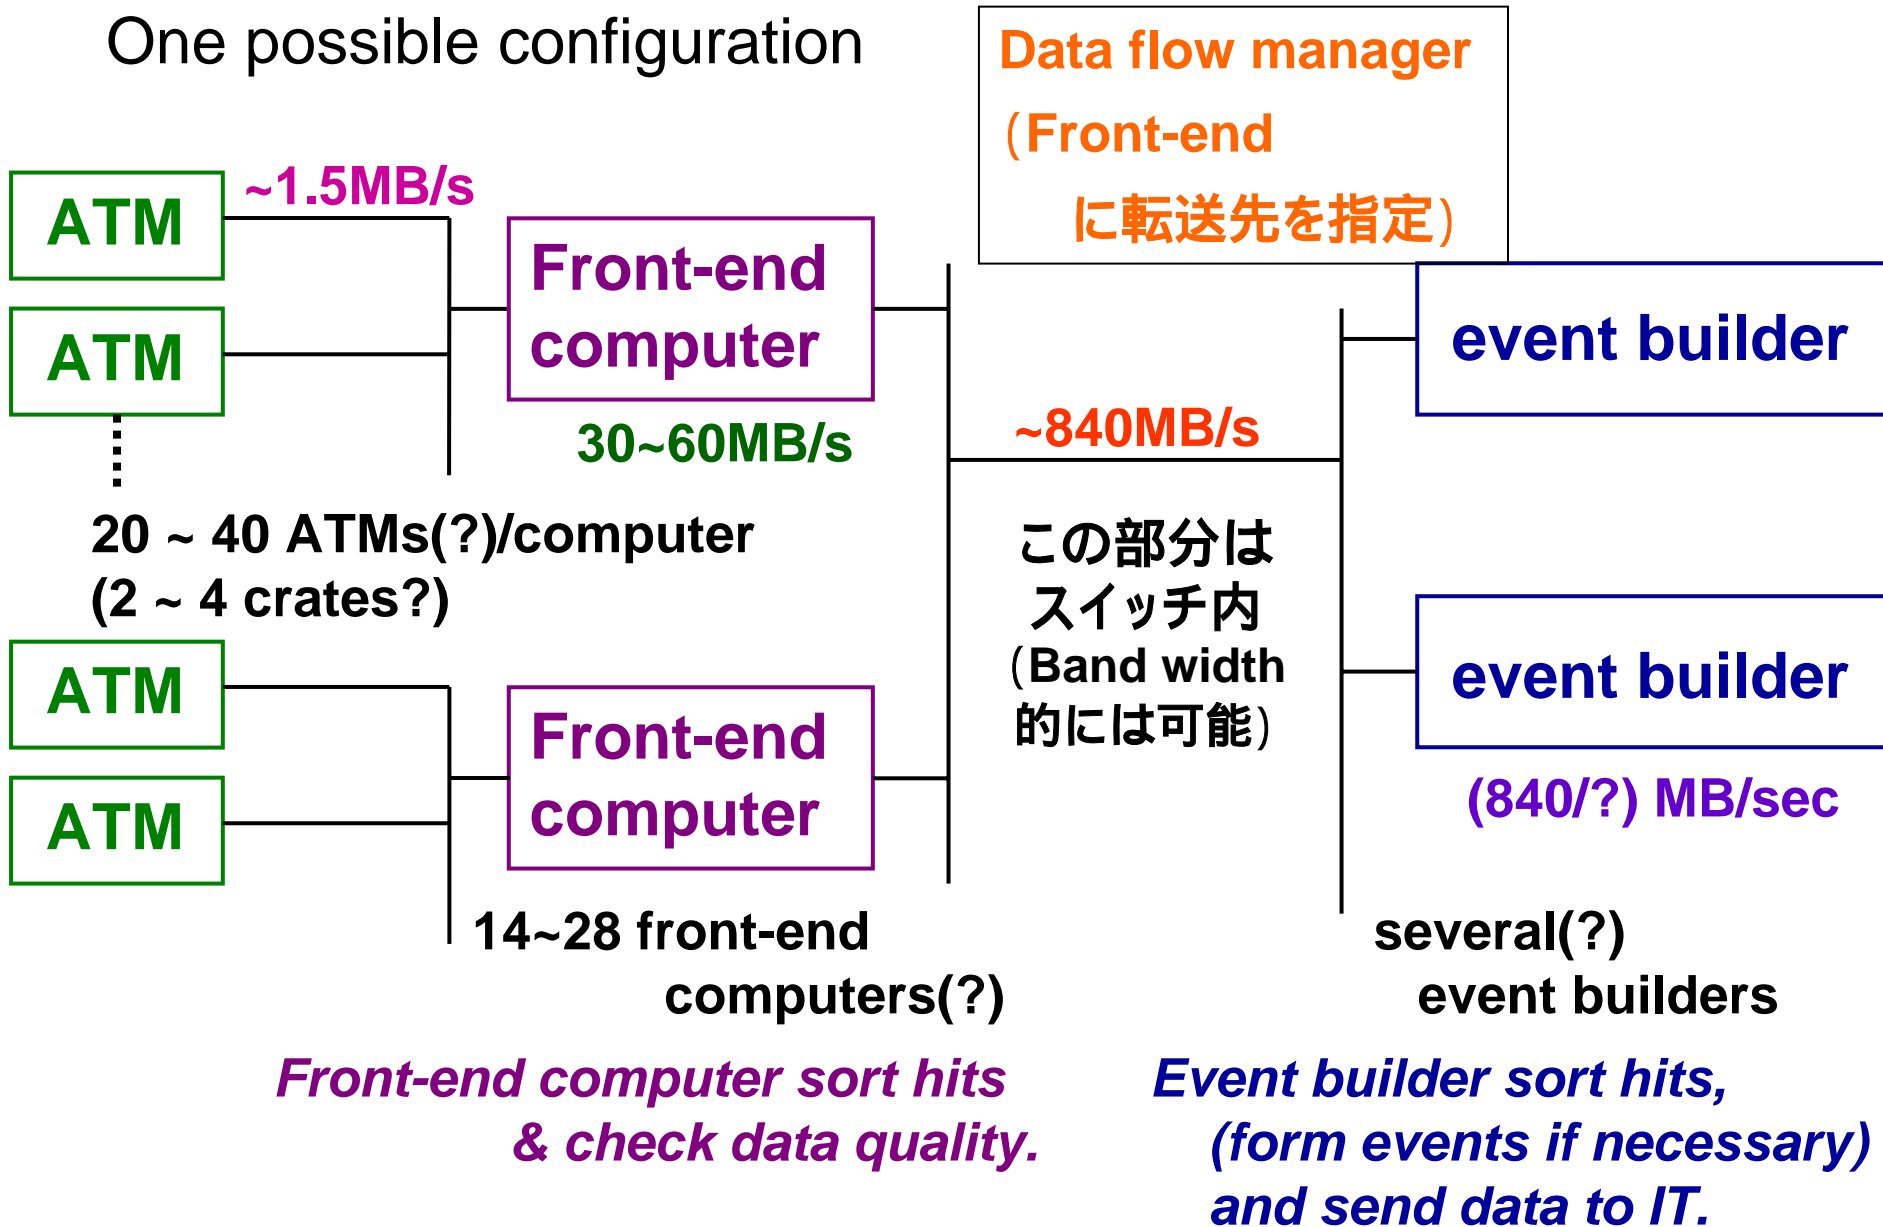 One possible configuration
Data flow manager
(Front-end
に転送先を指定)
ATM
~1.5MB/s
ATM
Front-end
computer
30~60MB/s
20 ~ 40 ATMs(?)/computer
(2 ~ 4 crates?)
ATM
ATM
Front-end
computer
14~28 front-end
computers(?)
~840MB/s
この部分は
スイッチ内
(Band width
的には可能)
event builder
event builder
(840/?) MB/sec
several(?)
event builders
Front-end computer sort hits
& check data quality.
Event builder sort hits,
(form events if necessary)
and send data to IT.